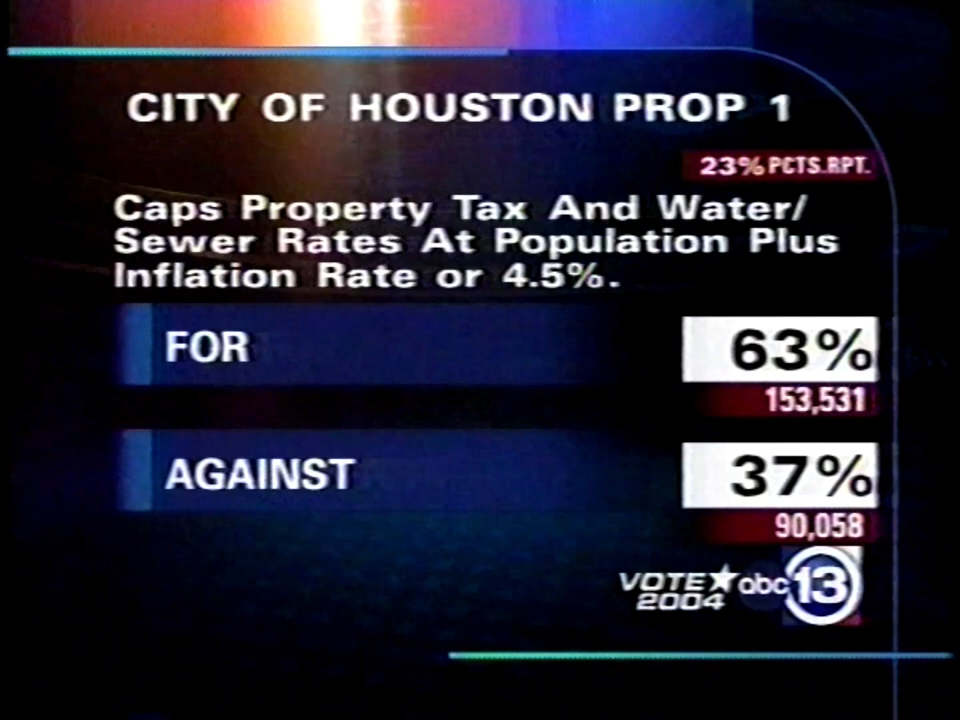 CITY OF HOUSTON PROP 1
23% PCTS.RPT.
Caps Property Tax And Water/
Sewer Rates At Population Plus
Inflation Rate or 4.5%.
FOR
63%
153,531
AGAINST
37%
90,058
VOTE abc 13
2004